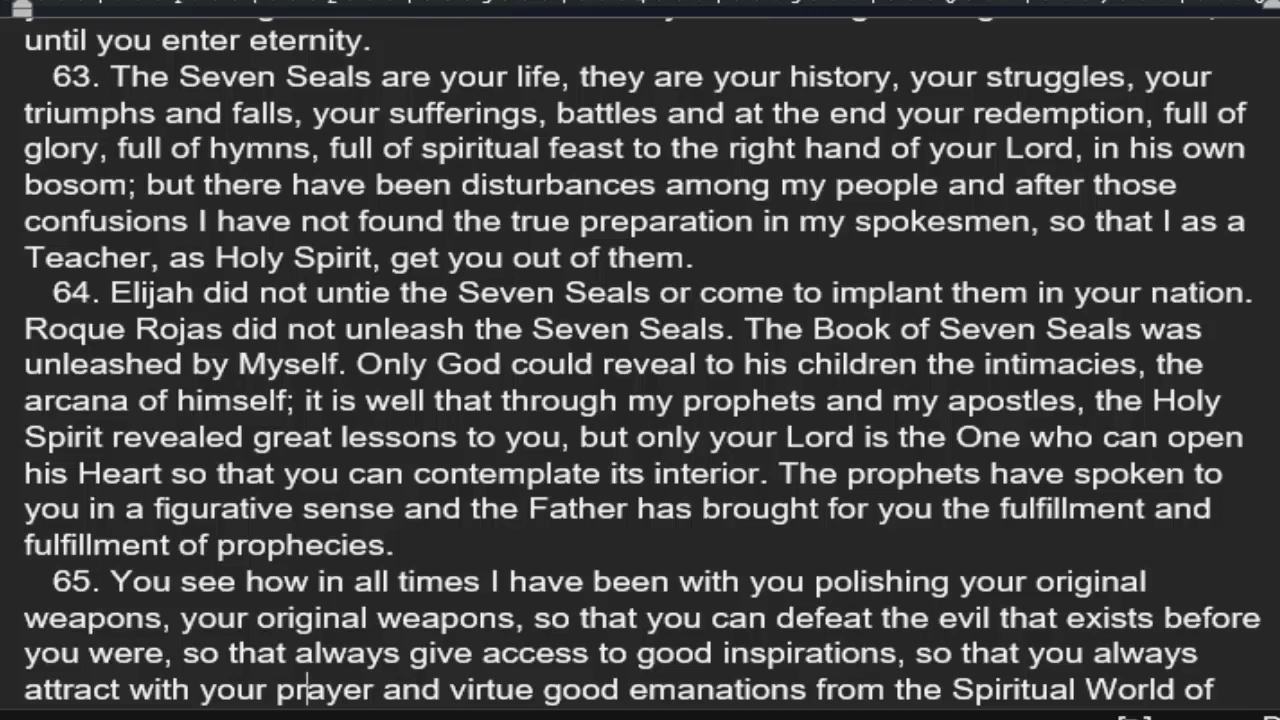 until you enter eternity.
63. The Seven Seals are your life, they are your history, your struggles, your
triumphs and falls, your sufferings, battles and at the end your redemption, full of
glory, full of hymns, full of spiritual feast to the right hand of your Lord, in his own
bosom; but there have been disturbances among my people and after those
confusions I have not found the true preparation in my spokesmen, so that I as a
Teacher, as Holy Spirit, get you out of them.
64. Elijah did not untie the Seven Seals or come to implant them in your nation.
Roque Rojas did not unleash the Seven Seals. The Book of Seven Seals was
unleashed by Myself. Only God could reveal to his children the intimacies, the
arcana of himself; it is well that through my prophets and my apostles, the Holy
Spirit revealed great lessons to you, but only your Lord is the One who can open
his Heart so that you can contemplate its interior. The prophets have spoken to
you in a figurative sense and the Father has brought for you the fulfillment and
fulfillment of prophecies.
65. You see how in all times I have been with you polishing your original
weapons, your original weapons, so that you can defeat the evil that exists before
you were, so that always give access to good inspirations, so that you always
attract with your prayer and virtue good emanations from the Spiritual World of